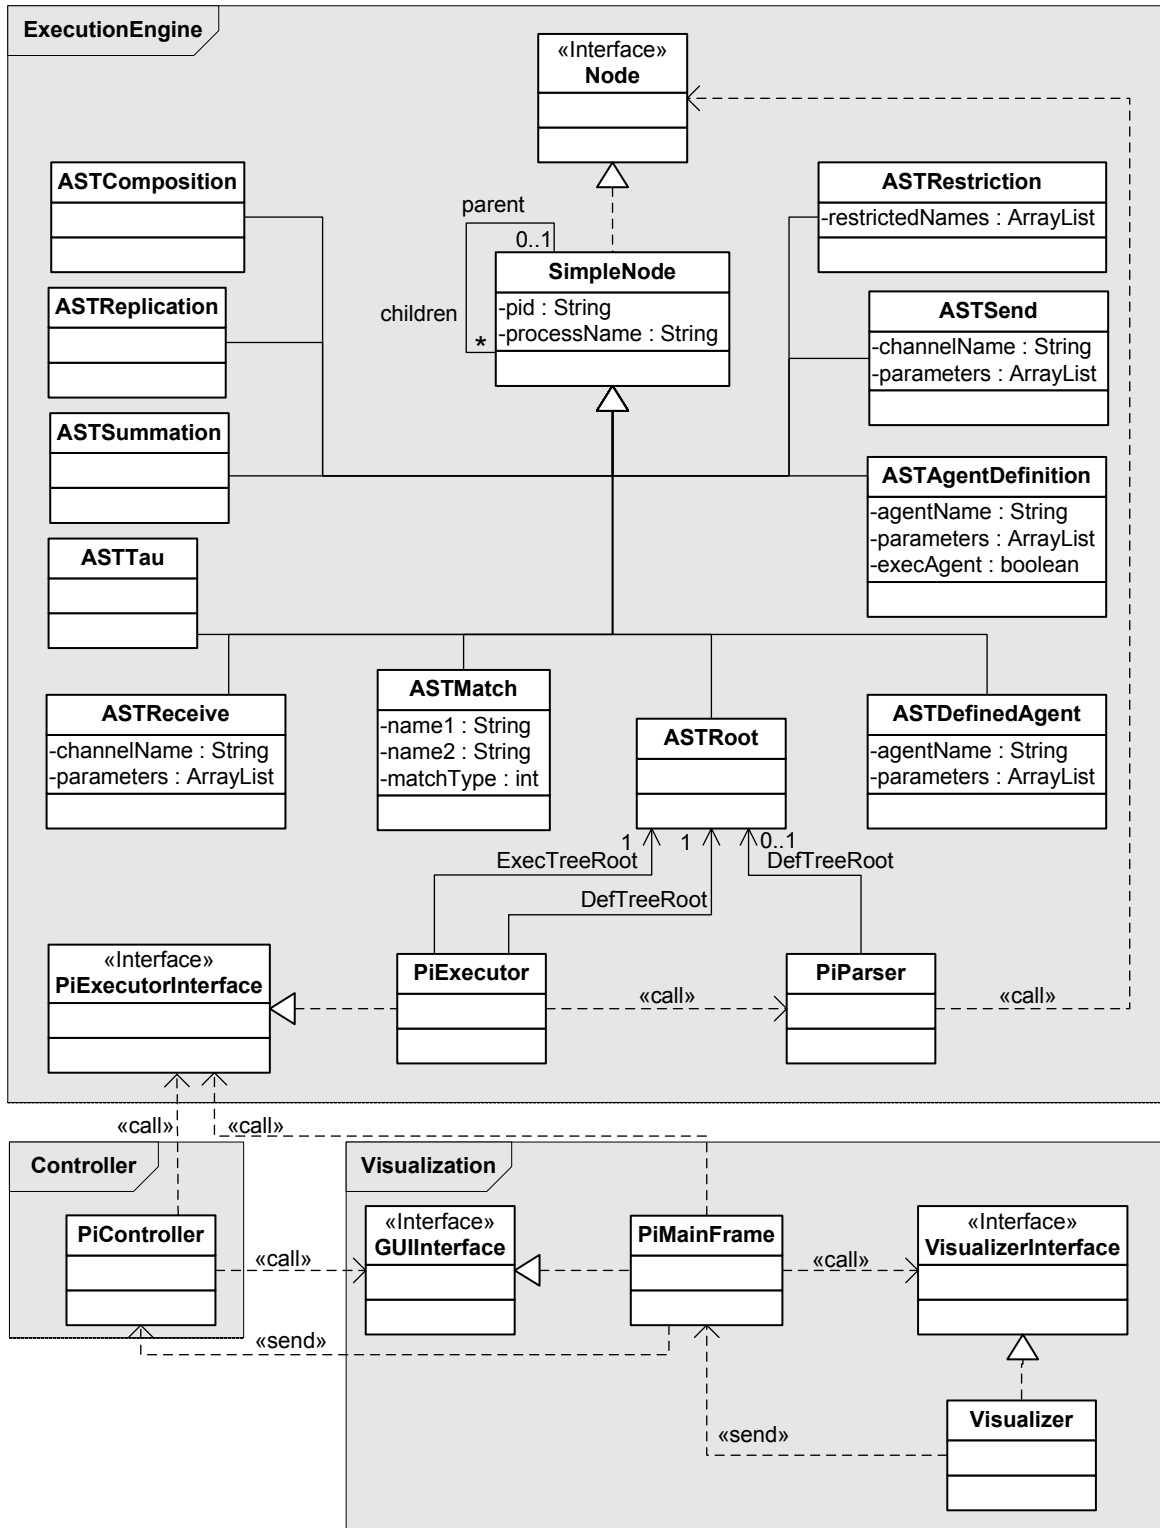 ExecutionEngine
«Interface»
Node
ASTComposition
ASTRestriction
-restrictedNames : ArrayList
parent
0..1
SimpleNode
-pid : String
-processName : String
children
*
ASTReplication
ASTSend
-channelName : String
-parameters : ArrayList
ASTSummation
ASTAgentDefinition
-agentName : String
-parameters : ArrayList
-execAgent : boolean
ASTTau
ASTReceive
-channelName : String
-parameters : ArrayList
ASTMatch
-name1 : String
-name2 : String
-matchType : int
ASTRoot
ASTDefinedAgent
-agentName : String
-parameters : ArrayList
1
1
0..1
ExecTreeRoot
DefTreeRoot
DefTreeRoot
«Interface»
PiExecutorInterface
PiExecutor
«call»
PiParser
«call»
«call»
«call»
Controller
PiController
«call»
«send»
Visualization
«Interface»
GUIInterface
PiMainFrame
«call»
«Interface»
VisualizerInterface
«send»
Visualizer